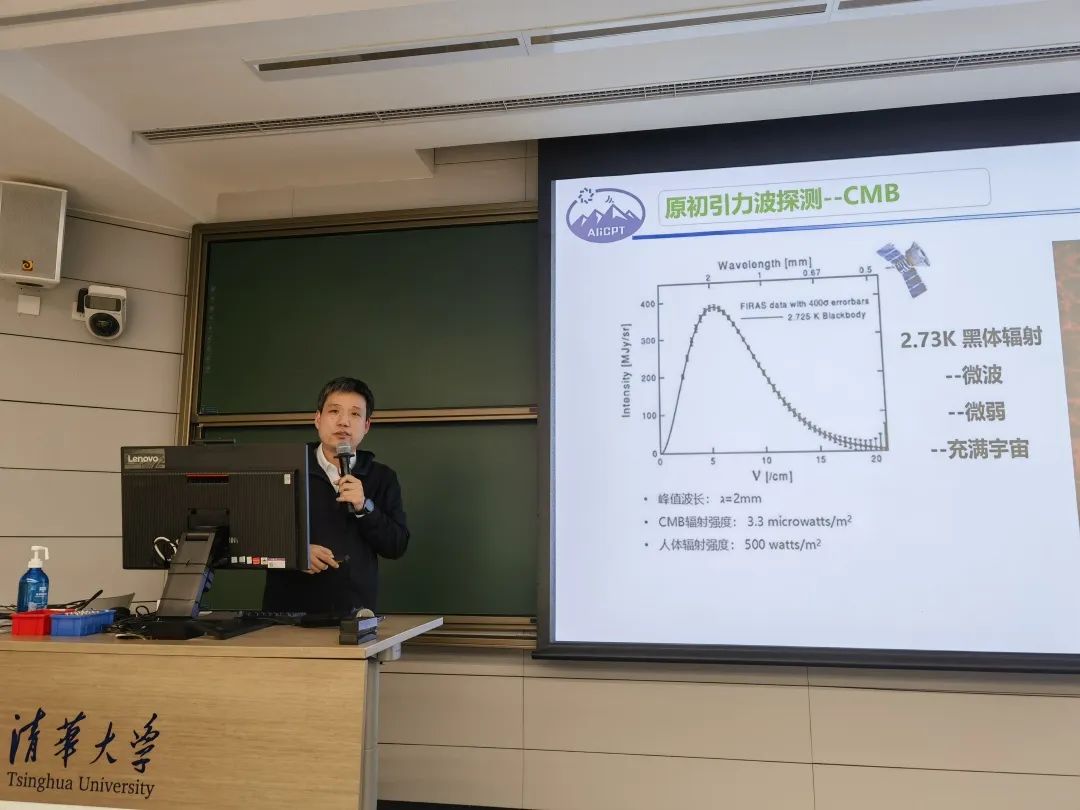 AliCPT
原初引力波探测--CMB
Wavelength [mm]
2 1 0.67 0.5
FIRAS data with 400σ errorbars
2.725 K Blackbody
Intensity [MJy/sr]
400
300
200
100
0
0 5 10 15 20
ν [/cm]
2.73K 黑体辐射
--微波
--微弱
--充满宇宙
• 峰值波长： λ=2mm
• CMB辐射强度： 3.3 microwatts/m²
• 人体辐射强度： 500 watts/m²
Lenovo
清华大学
Tsinghua University